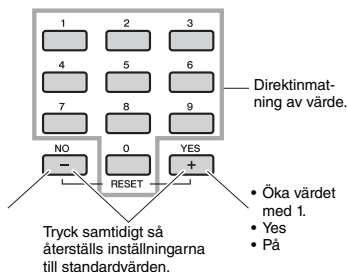 1 2 3
4 5 6
Direktinmat-
ning av värde.
7 8 9
NO 0 YES
– +
RESET
• Öka värdet
med 1.
• Yes
• På
Tryck samtidigt så
återställs inställningarna
till standardvärden.